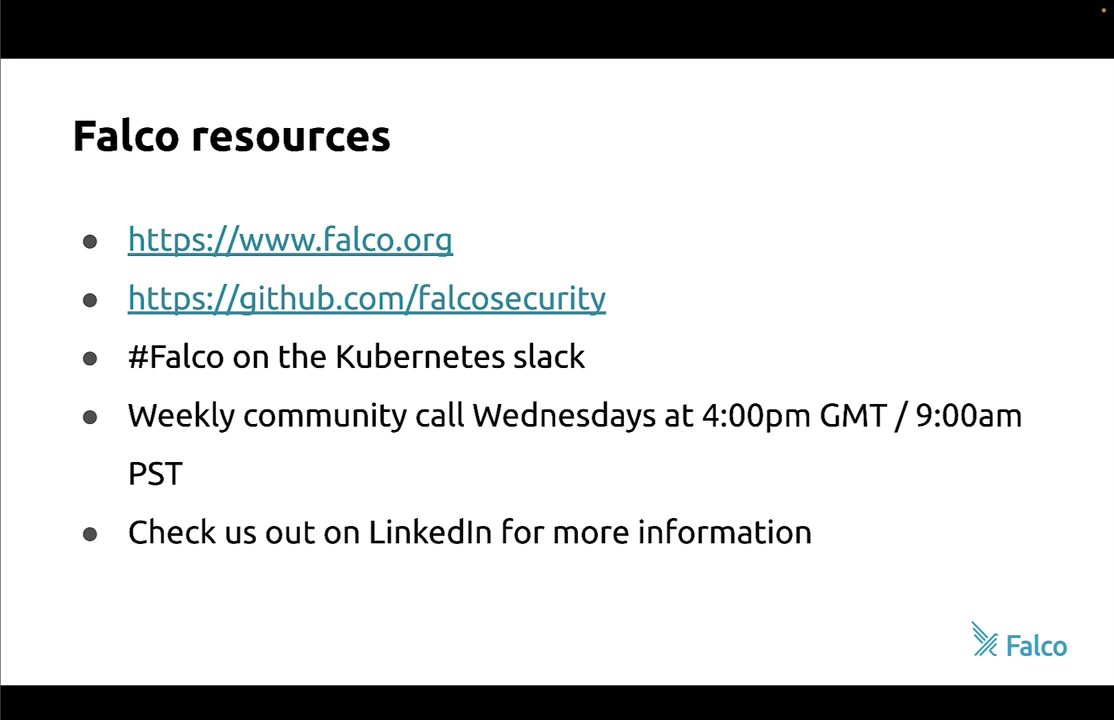 Falco resources
https://www.falco.org
https://github.com/falcosecurity
#Falco on the Kubernetes slack
Weekly community call Wednesdays at 4:00pm GMT / 9:00am
PST
Check us out on LinkedIn for more information
Falco